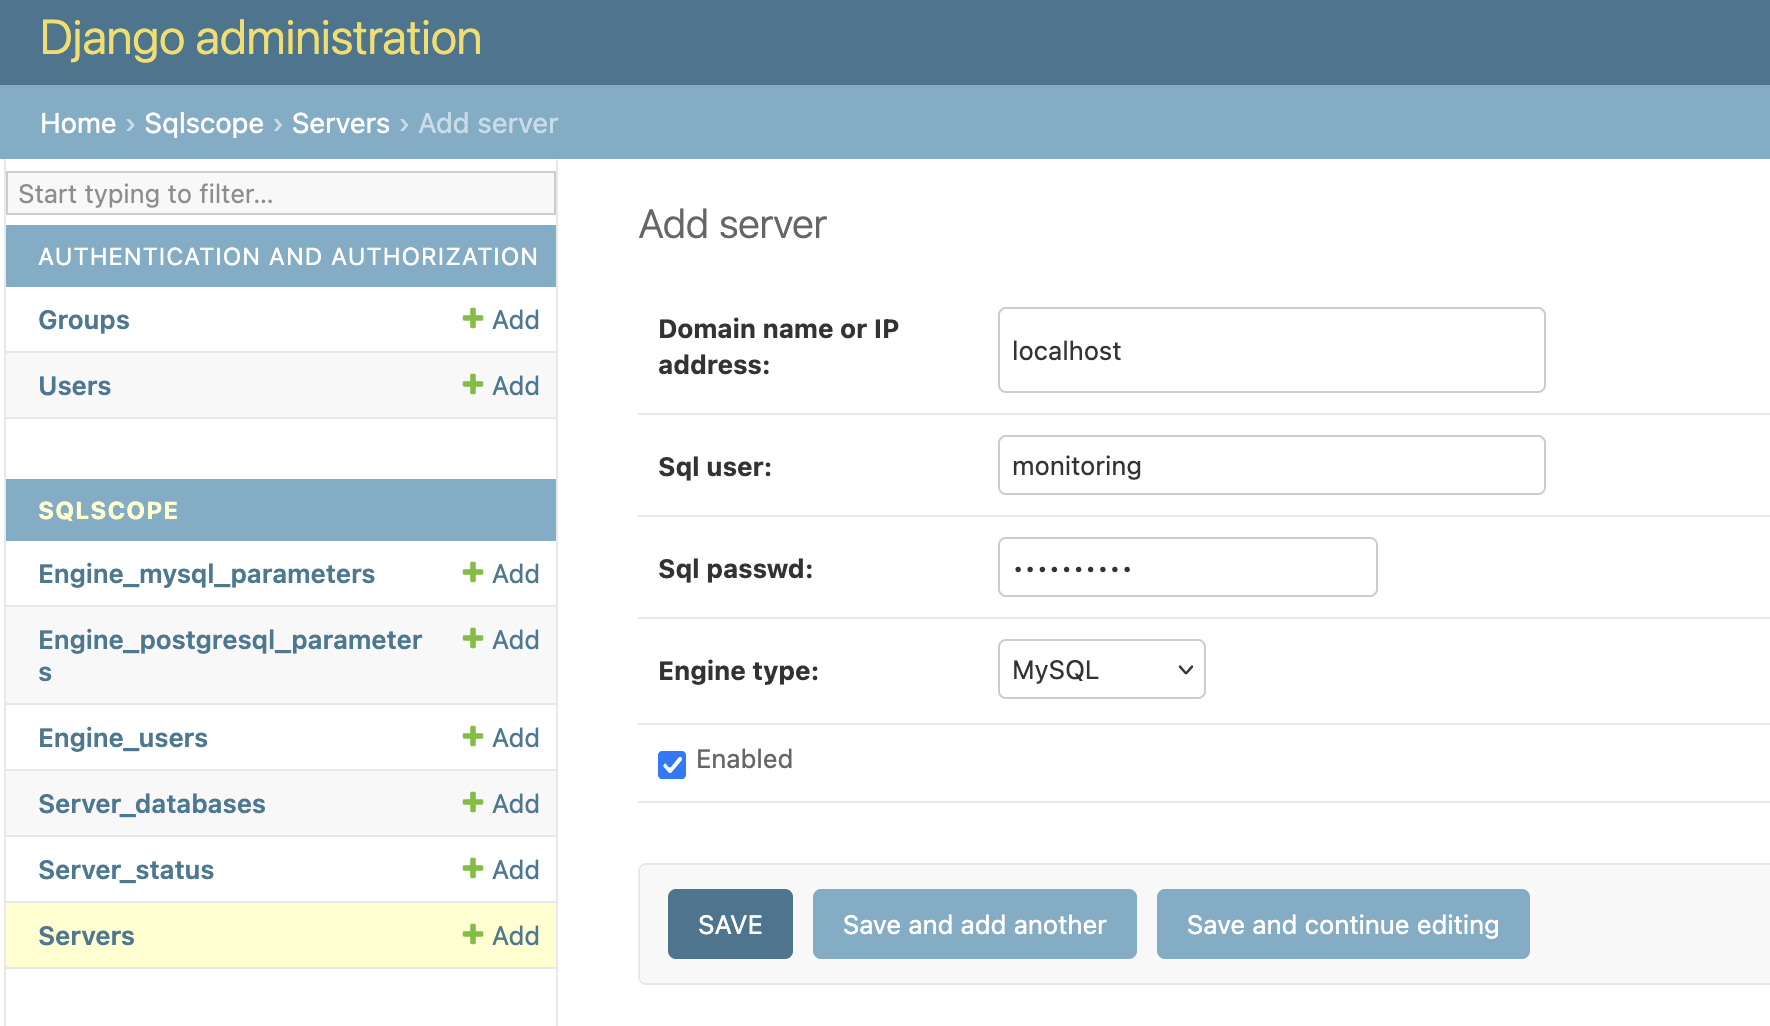 Django administration
Home › Sqlscope › Servers › Add server
Start typing to filter...
AUTHENTICATION AND AUTHORIZATION
Groups + Add
Users + Add
SQLSCOPE
Engine_mysql_parameters + Add
Engine_postgresql_parameter + Add
s
Engine_users + Add
Server_databases + Add
Server_status + Add
Servers + Add
Add server
Domain name or IP
address:
localhost
Sql user: monitoring
Sql passwd: ••••••••••
Engine type: MySQL
Enabled
SAVE Save and add another Save and continue editing